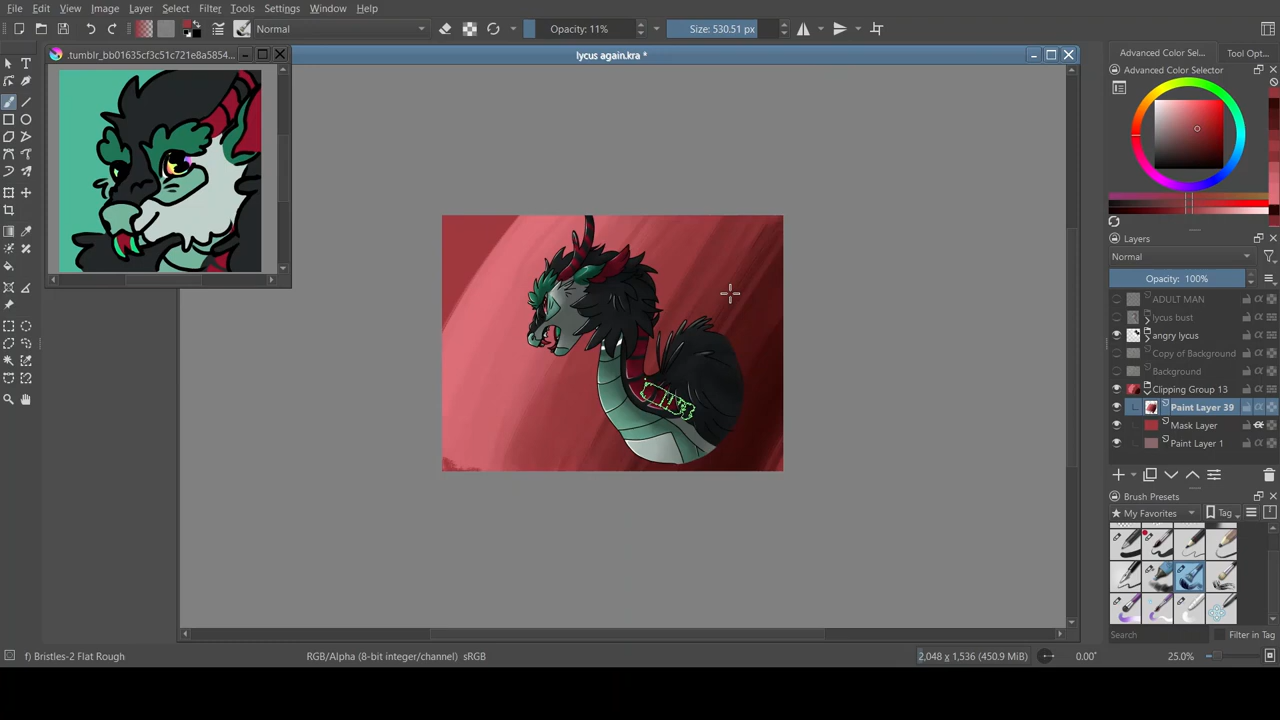 File Edit View Image Layer Select Filter Tools Settings Window Help
Normal
Opacity: 11%
Size: 530.51 px
.tumblr_bb01635cf3c51c721e8a5854...
lycus again.kra *
Advanced Color Sel...
Tool Opt...
Advanced Color Selector
Layers
Normal
Opacity: 100%
ADULT MAN
lycus bust
angry lycus
Copy of Background
Background
Clipping Group 13
Paint Layer 39
Mask Layer
Paint Layer 1
Brush Presets
My Favorites
Tag
Search
Filter in Tag
f) Bristles-2 Flat Rough
RGB/Alpha (8-bit integer/channel) sRGB
2,048 x 1,536 (450.9 MiB)
0.00°
25.0%